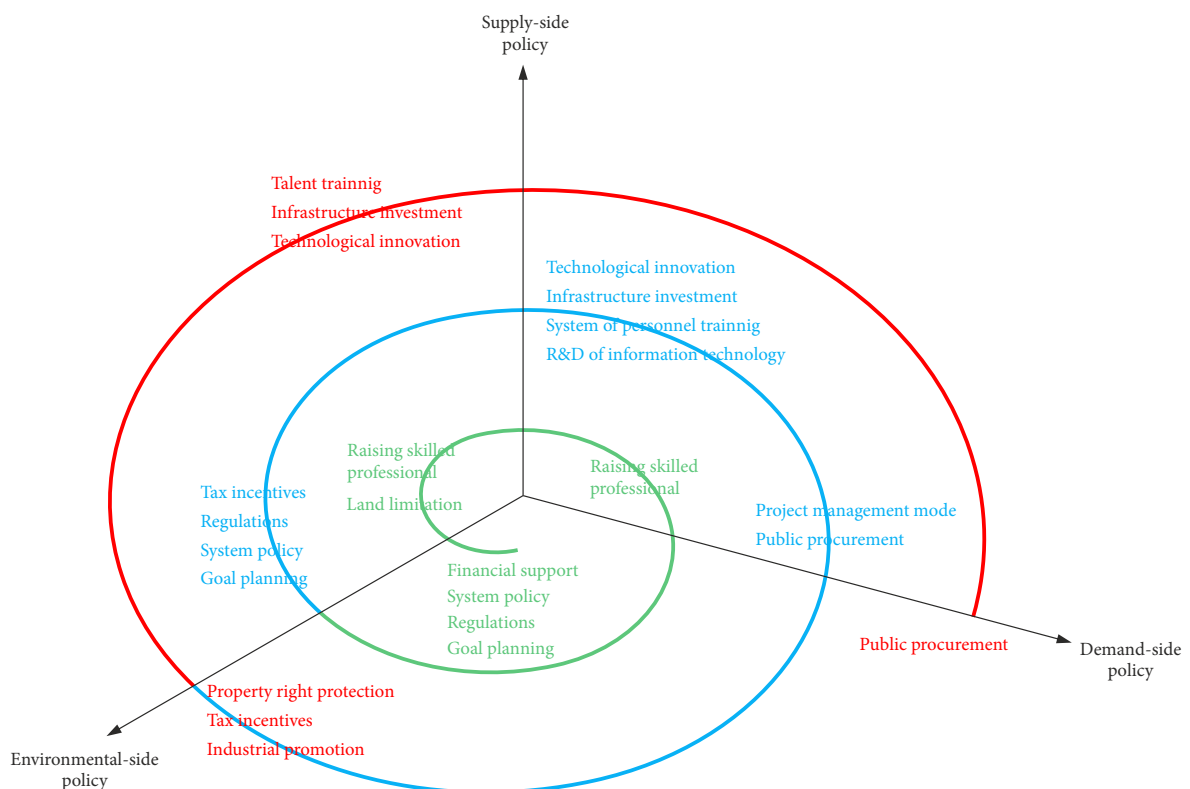 Supply-side
policy
Talent trainnig
Infrastructure investment
Technological innovation
Technological innovation
Infrastructure investment
System of personnel trainnig
R&D of information technology
Raising skilled
professional
Land limitation
Raising skilled
professional
Tax incentives
Regulations
System policy
Goal planning
Project management mode
Public procurement
Financial support
System policy
Regulations
Goal planning
Public procurement
Demand-side
policy
Property right protection
Tax incentives
Industrial promotion
Environmental-side
policy